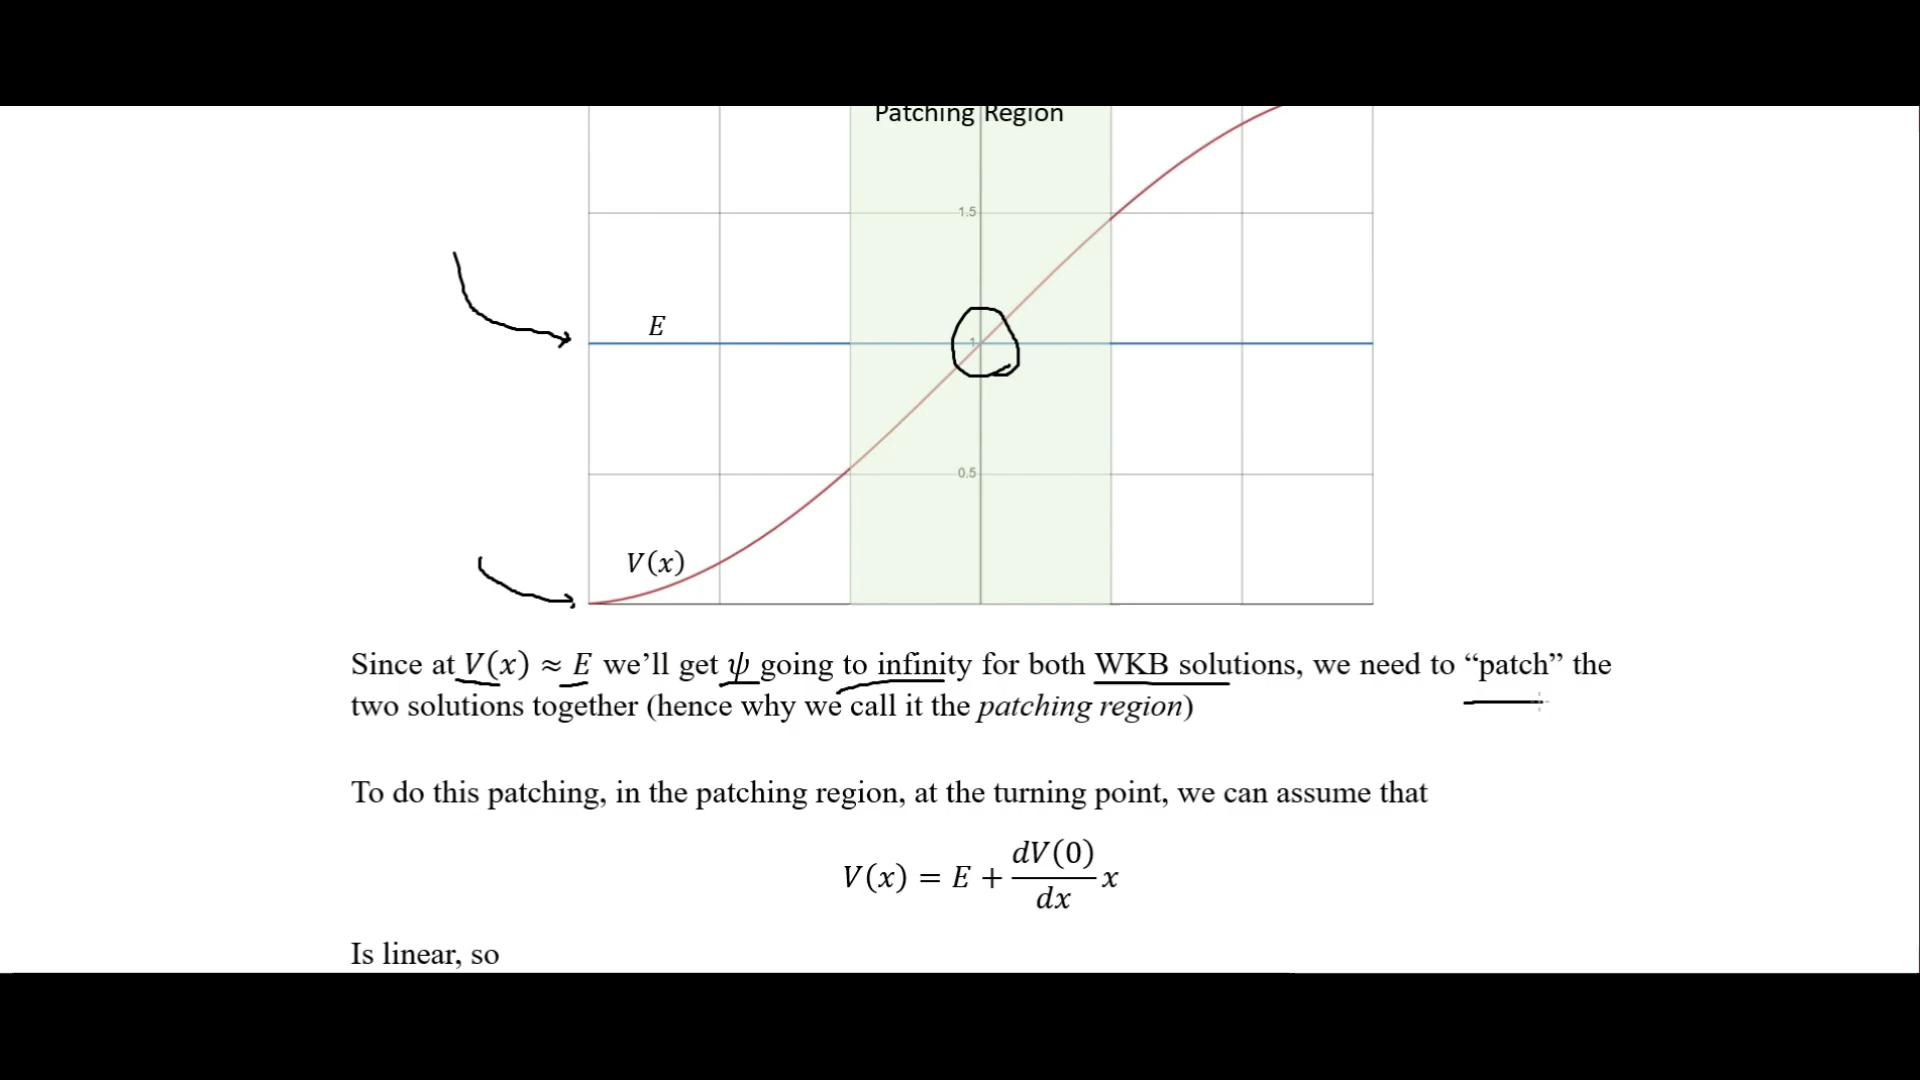 Patching Region
1.5
E
1
0.5
V(x)
Since at V(x) ≈ E we’ll get ψ going to infinity for both WKB solutions, we need to “patch” the
two solutions together (hence why we call it the patching region)
To do this patching, in the patching region, at the turning point, we can assume that
V(x) = E + dV(0)/dx x
Is linear, so